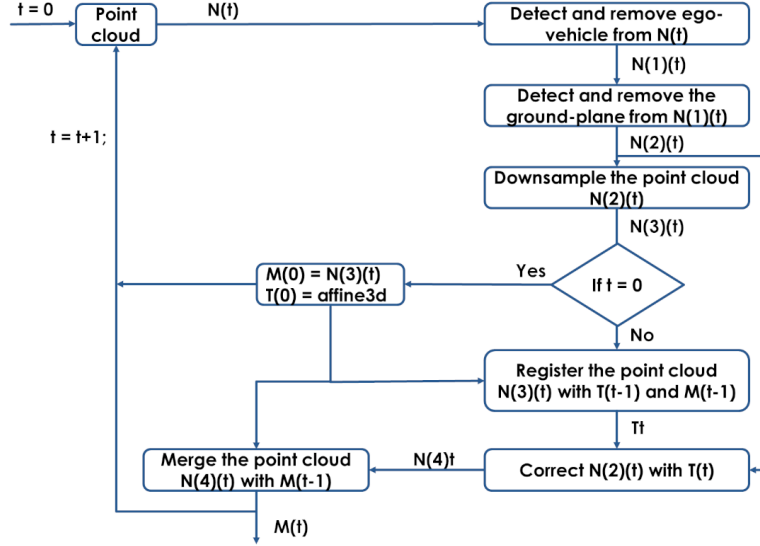 t = 0
Point
cloud
N(t)
Detect and remove ego-
vehicle from N(t)
N(1)(t)
Detect and remove the
ground-plane from N(1)(t)
t = t+1;
N(2)(t)
Downsample the point cloud
N(2)(t)
N(3)(t)
M(0) = N(3)(t)
T(0) = affine3d
Yes
If t = 0
No
Register the point cloud
N(3)(t) with T(t-1) and M(t-1)
Tt
Merge the point cloud
N(4)(t) with M(t-1)
N(4)t
Correct N(2)(t) with T(t)
M(t)